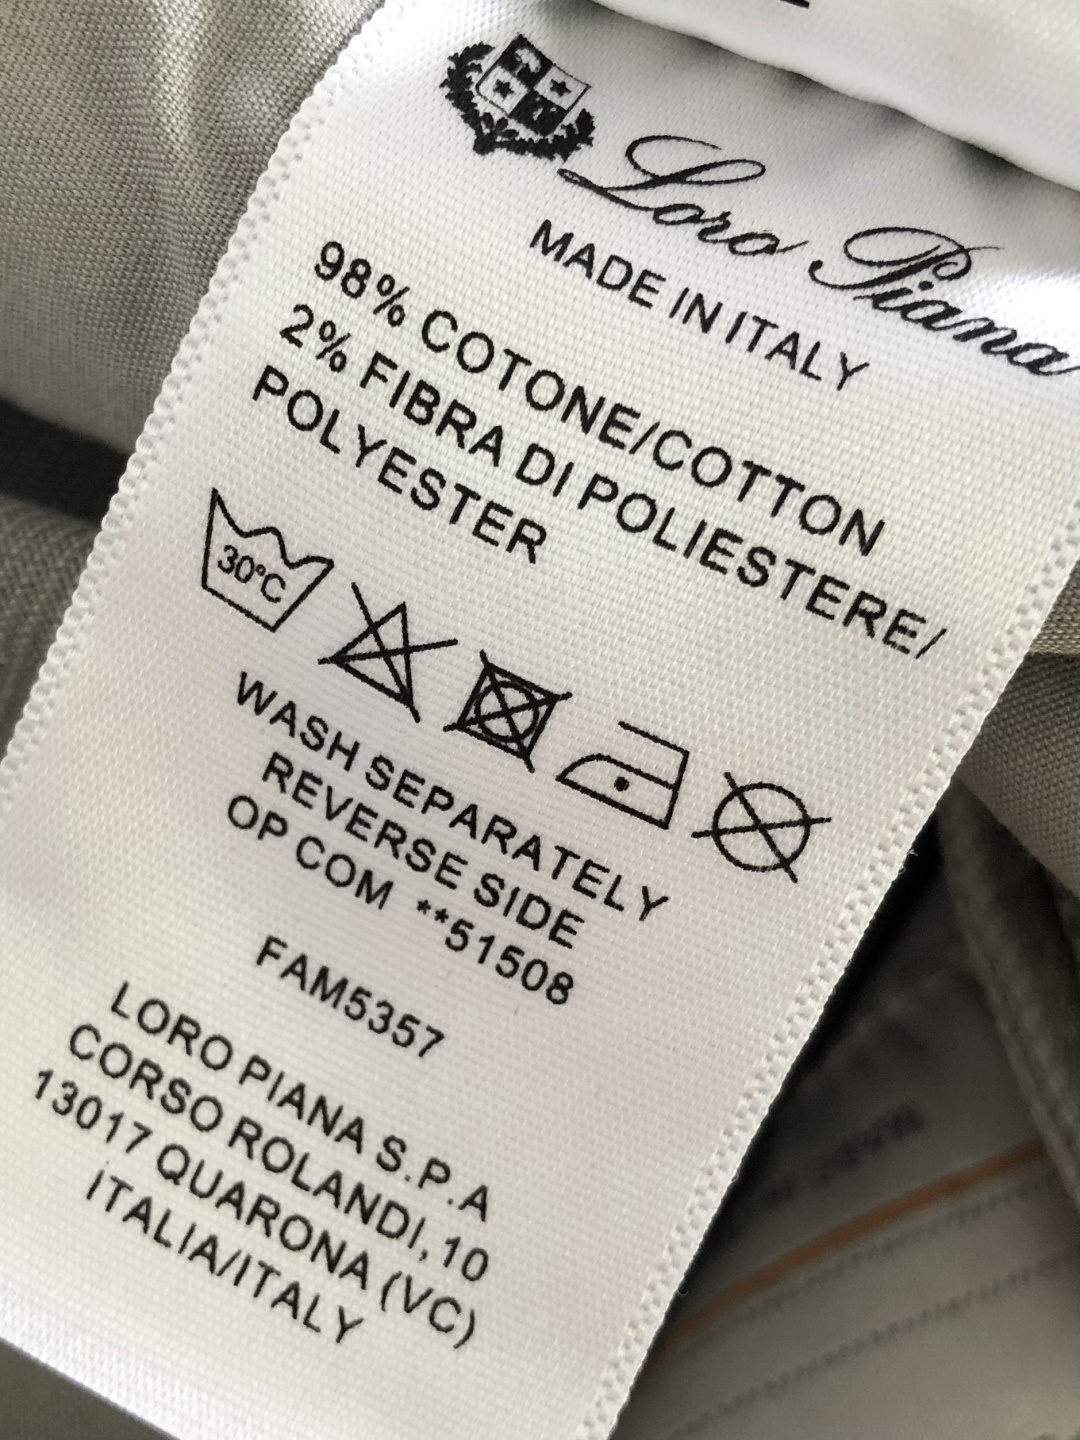 Loro Piana
MADE IN ITALY
98% COTONE/COTTON
2% FIBRA DI POLIESTERE/
POLYESTER
30°C
WASH SEPARATELY
REVERSE SIDE
OP COM **51508
FAM5357
LORO PIANA S.P.A
CORSO ROLANDI, 10
13017 QUARONA (VC)
ITALIA/ITALY